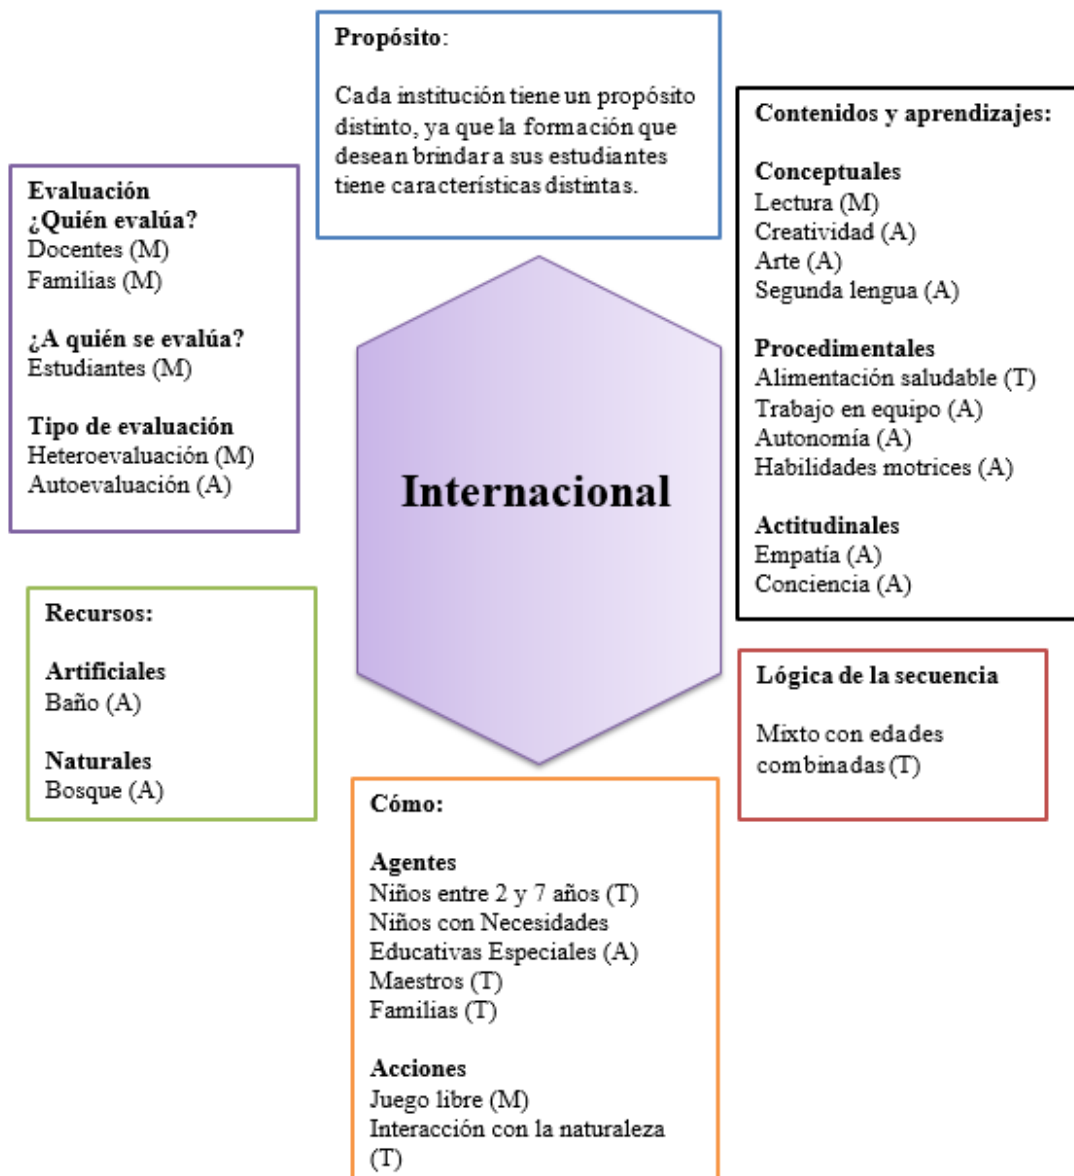 Propósito:
Cada institución tiene un propósito
distinto, ya que la formación que
desean brindar a sus estudiantes
tiene características distintas.
Contenidos y aprendizajes:
Conceptuales
Lectura (M)
Creatividad (A)
Arte (A)
Segunda lengua (A)
Procedimentales
Alimentación saludable (T)
Trabajo en equipo (A)
Autonomía (A)
Habilidades motrices (A)
Actitudinales
Empatía (A)
Conciencia (A)
Evaluación
¿Quién evalúa?
Docentes (M)
Familias (M)
¿A quién se evalúa?
Estudiantes (M)
Tipo de evaluación
Heteroevaluación (M)
Autoevaluación (A)
Internacional
Recursos:
Artificiales
Baño (A)
Naturales
Bosque (A)
Lógica de la secuencia
Mixto con edades
combinadas (T)
Cómo:
Agentes
Niños entre 2 y 7 años (T)
Niños con Necesidades
Educativas Especiales (A)
Maestros (T)
Familias (T)
Acciones
Juego libre (M)
Interacción con la naturaleza
(T)